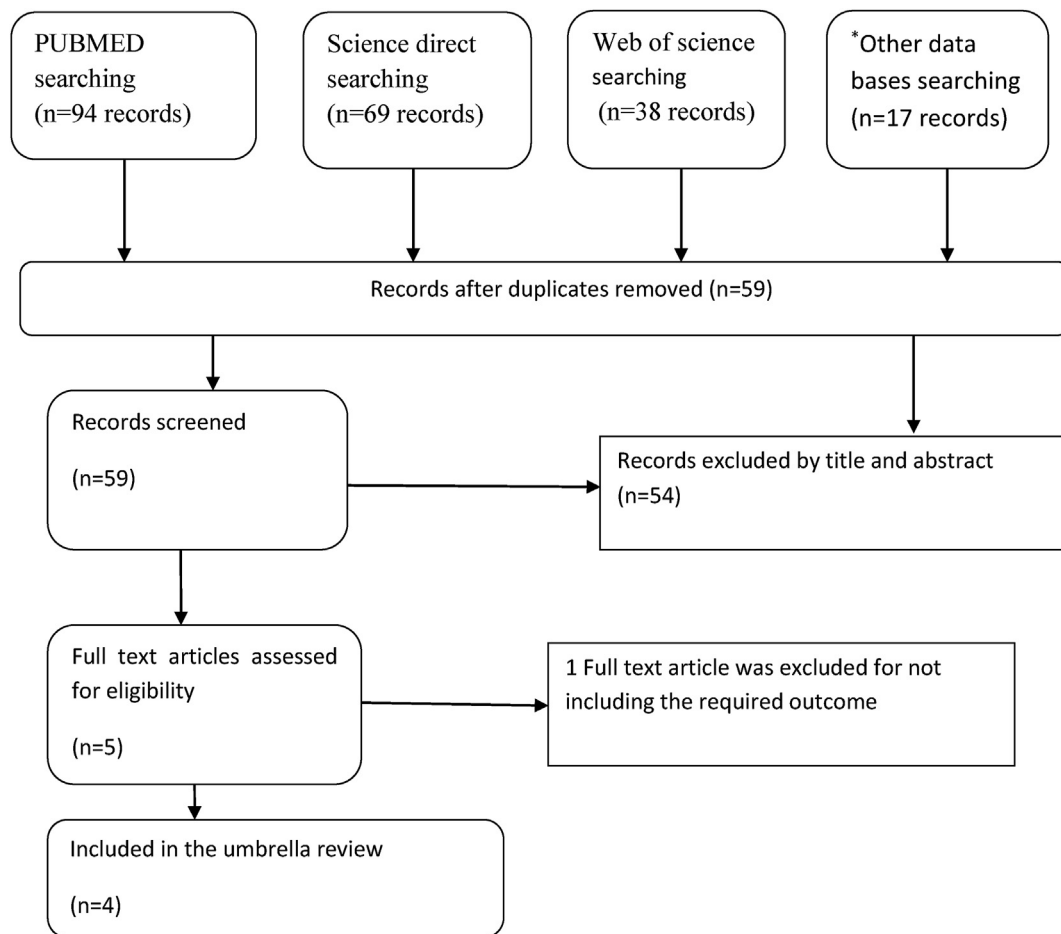 PUBMED
searching
(n=94 records)
Science direct
searching
(n=69 records)
Web of science
searching
(n=38 records)
*Other data
bases searching
(n=17 records)
Records after duplicates removed (n=59)
Records screened
(n=59)
Records excluded by title and abstract
(n=54)
Full text articles assessed
for eligibility
(n=5)
1 Full text article was excluded for not
including the required outcome
Included in the umbrella review
(n=4)